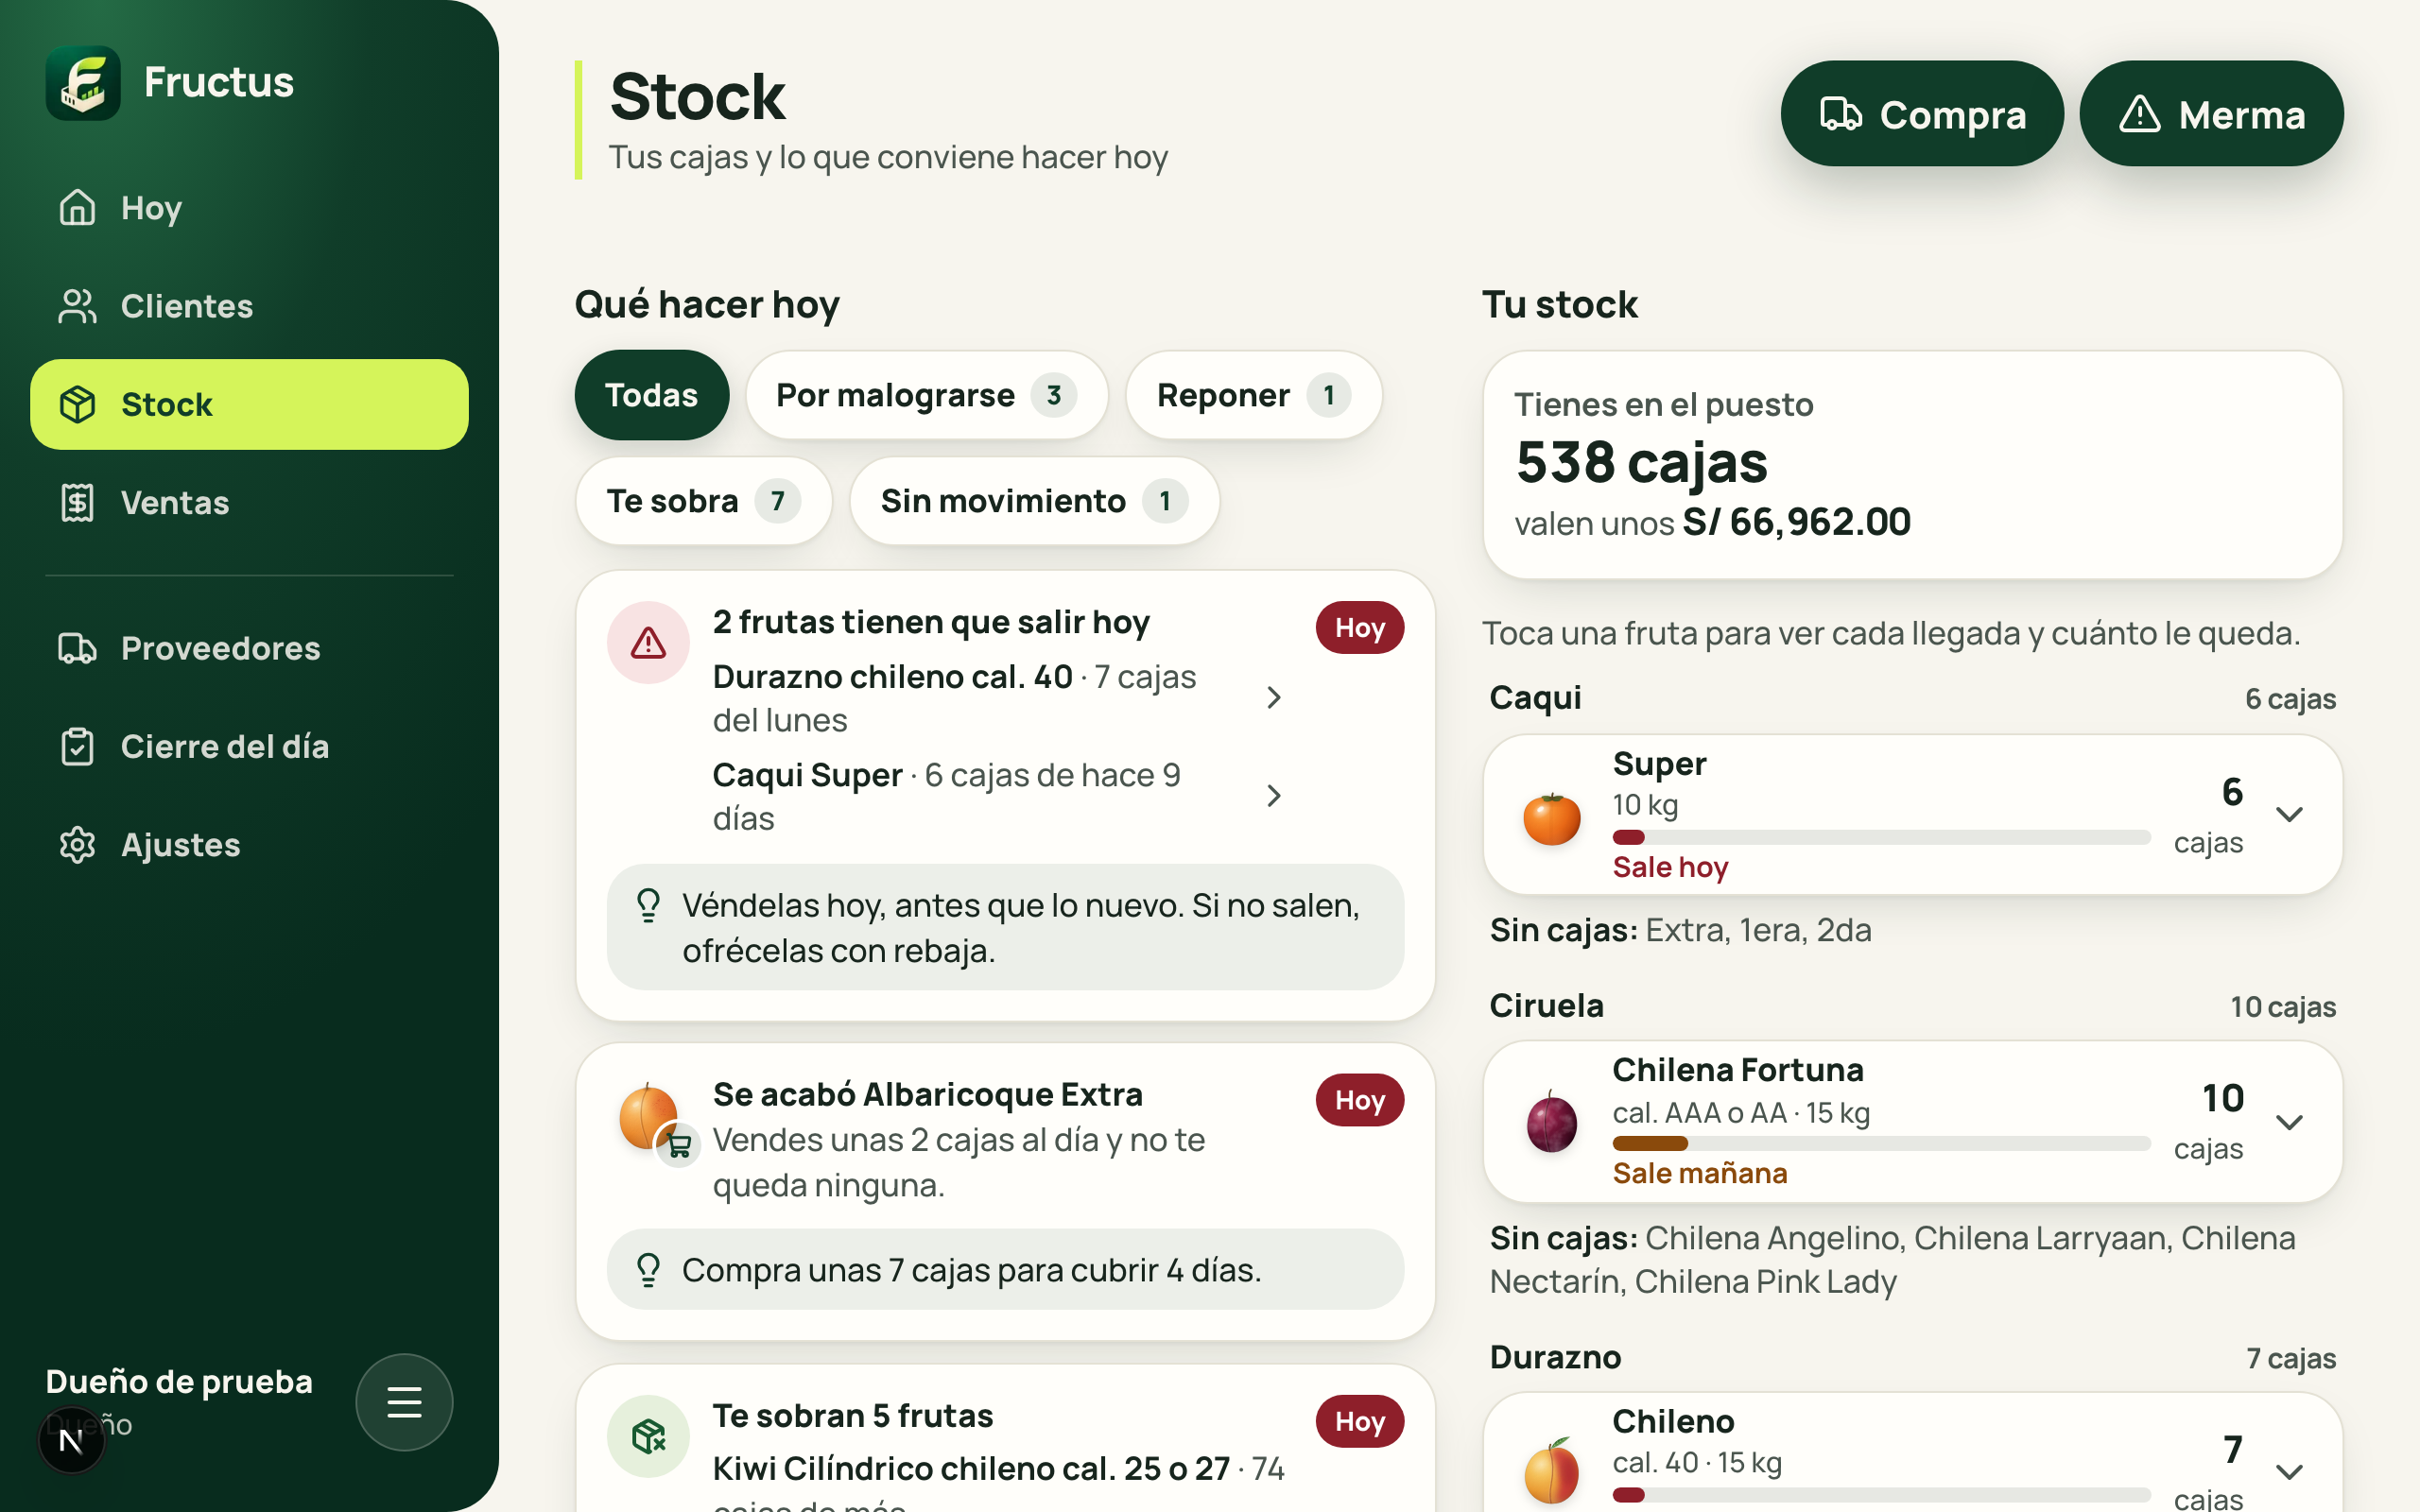 Fructus
Hoy
Clientes
Stock
Ventas
Proveedores
Cierre del día
Ajustes
Dueño de prueba
Dueño
N
Stock
Tus cajas y lo que conviene hacer hoy
Compra
Merma
Qué hacer hoy
Todas
Por malograrse 3
Reponer 1
Te sobra 7
Sin movimiento 1
2 frutas tienen que salir hoy
Hoy
Durazno chileno cal. 40 · 7 cajas
del lunes
Caqui Super · 6 cajas de hace 9
días
Véndelas hoy, antes que lo nuevo. Si no salen,
ofrécelas con rebaja.
Se acabó Albaricoque Extra
Hoy
Vendes unas 2 cajas al día y no te
queda ninguna.
Compra unas 7 cajas para cubrir 4 días.
Te sobran 5 frutas
Hoy
Kiwi Cilíndrico chileno cal. 25 o 27 · 74
cajas de más
Tu stock
Tienes en el puesto
538 cajas
valen unos S/ 66,962.00
Toca una fruta para ver cada llegada y cuánto le queda.
Caqui
6 cajas
Super
10 kg
Sale hoy
6
cajas
Sin cajas: Extra, 1era, 2da
Ciruela
10 cajas
Chilena Fortuna
cal. AAA o AA · 15 kg
Sale mañana
10
cajas
Sin cajas: Chilena Angelino, Chilena Larryaan, Chilena
Nectarín, Chilena Pink Lady
Durazno
7 cajas
Chileno
cal. 40 · 15 kg
7
cajas